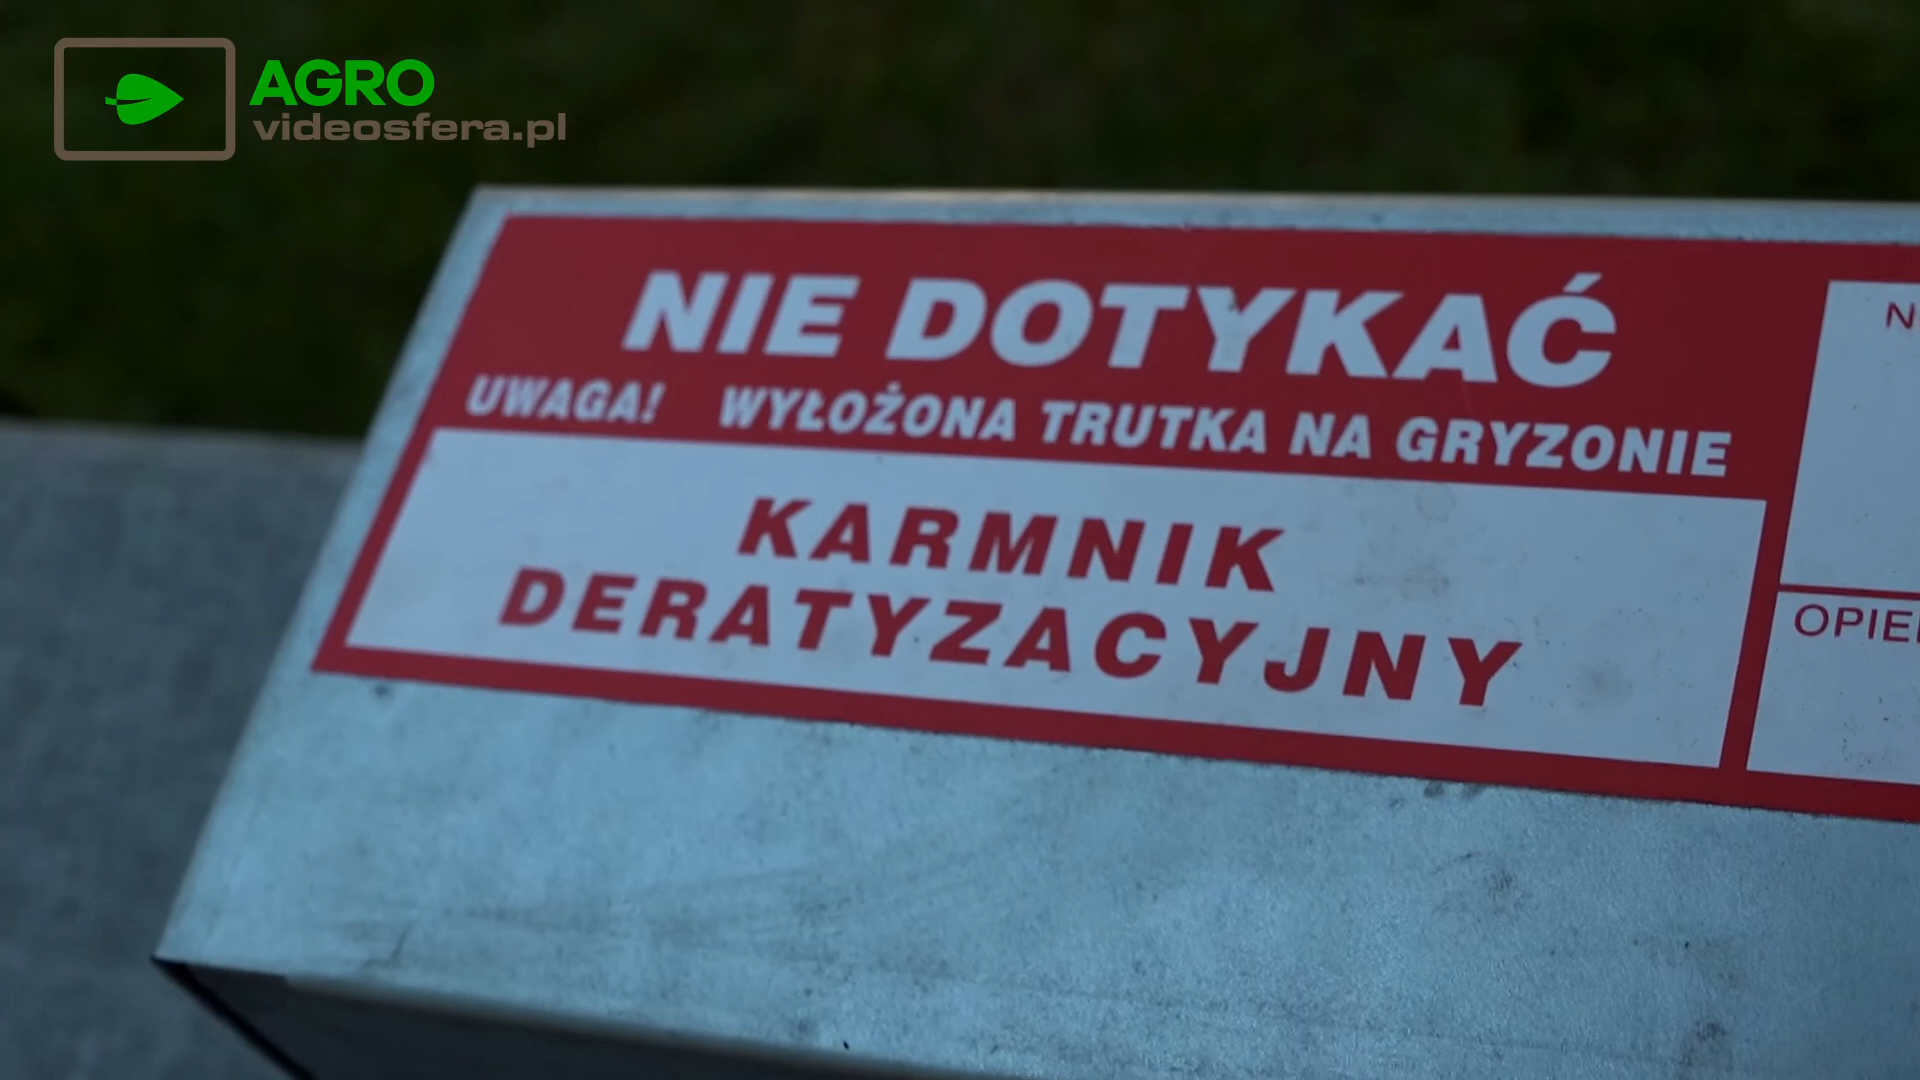 AGRO
videosfera.pl
NIE DOTYKAĆ
UWAGA! WYŁOŻONA TRUTKA NA GRYZONIE
KARMNIK
DERATYZACYJNY